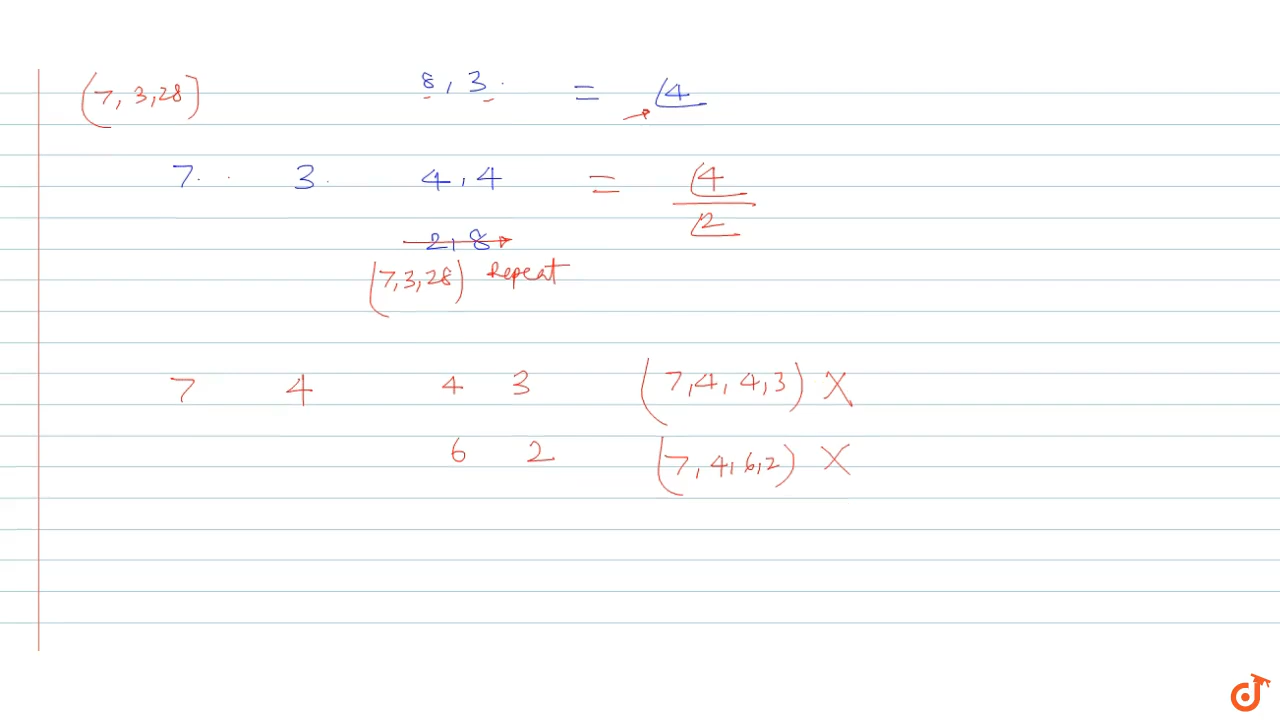 (7, 3, 28) 8, 3. = ⌊4
7. . 3. 4, 4 = ⌊4 / ⌊2
2, 8
(7, 3, 28) Repeat
7 4 4 3 (7, 4, 4, 3) X
6 2 (7, 4, 6, 2) X